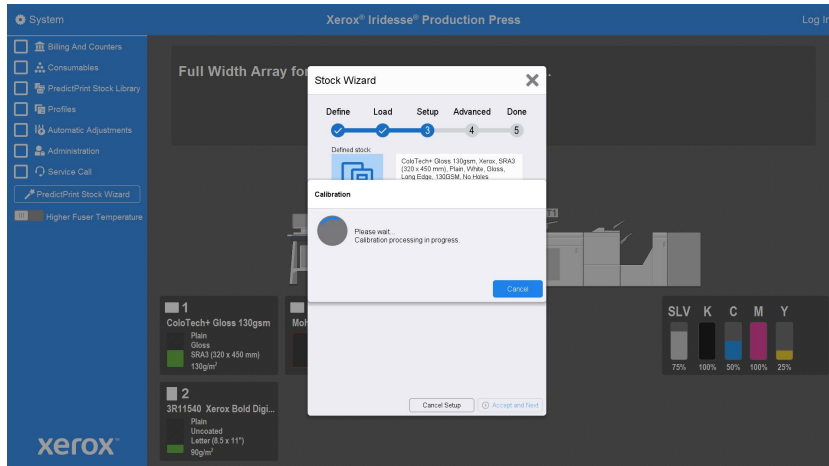 System
Xerox® Iridesse® Production Press
Log In
Billing And Counters
Consumables
PredictPrint Stock Library
Profiles
Automatic Adjustments
Administration
Service Call
PredictPrint Stock Wizard
Higher Fuser Temperature
xerox™
Full Width Array for
Stock Wizard
Define Load Setup Advanced Done
3 4 5
Defined stock
ColoTech+ Gloss 130gsm, Xerox, SRA3
(320 x 450 mm), Plain, White, Gloss,
Long Edge, 130GSM, No Holes
Calibration
Please wait...
Calibration processing in progress.
Cancel
Cancel Setup
Accept and Next
1
ColoTech+ Gloss 130gsm
Plain
Gloss
SRA3 (320 x 450 mm)
130g/m²
Moh
2
3R11540 Xerox Bold Digi...
Plain
Uncoated
Letter (8.5 x 11")
90g/m²
SLV K C M Y
75% 100% 50% 100% 25%